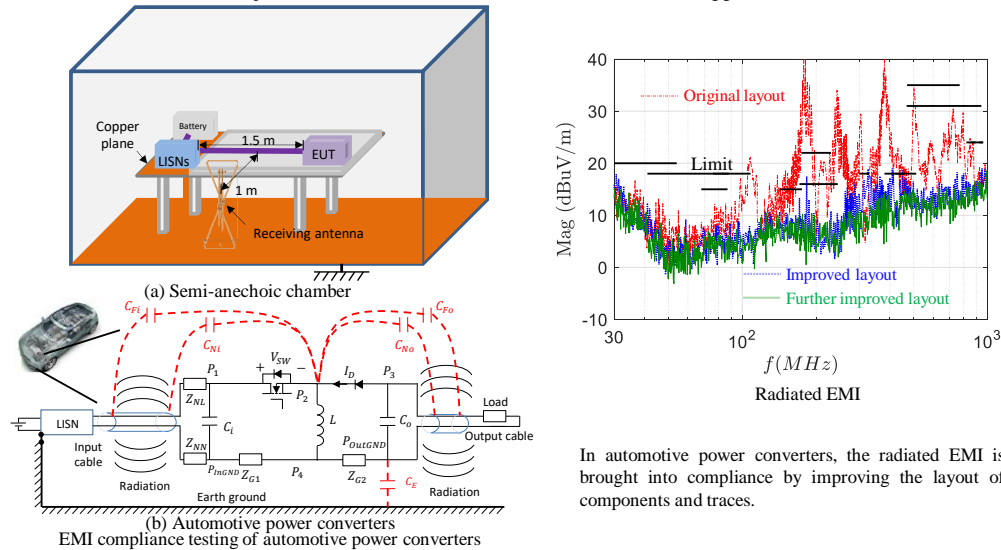 Battery
Copper
plane
1.5 m
LISNs
EUT
1 m
Receiving antenna
(a) Semi-anechoic chamber
C_Fi
C_Fo
C_Ni
C_No
V_SW
+ −
I_D
P_1
P_2
P_3
Z_NL
C_i
L
C_o
Load
LISN
Output cable
Input
cable
Z_NN
P_InGND
Z_G1
P_4
P_OutGND
Z_G2
C_E
Radiation
Radiation
Earth ground
(b) Automotive power converters
EMI compliance testing of automotive power converters
40
30
20
10
0
-10
Mag (dBuV/m)
Original layout
Limit
Improved layout
Further improved layout
30
10²
10³
f(MHz)
Radiated EMI
In automotive power converters, the radiated EMI is
brought into compliance by improving the layout of
components and traces.